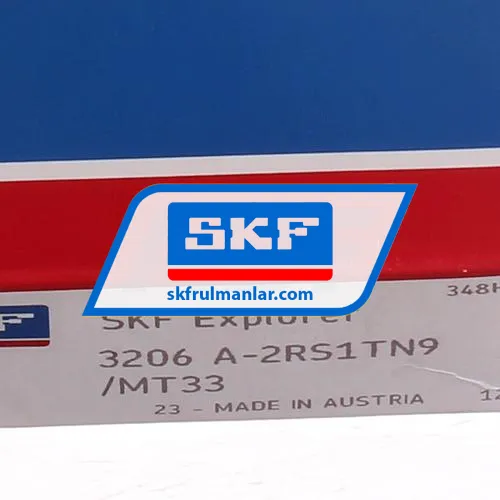 SKF
skfrulmanlar.com
348H
SKF Explorer
3206 A-2RS1TN9
/MT33
23 - MADE IN AUSTRIA